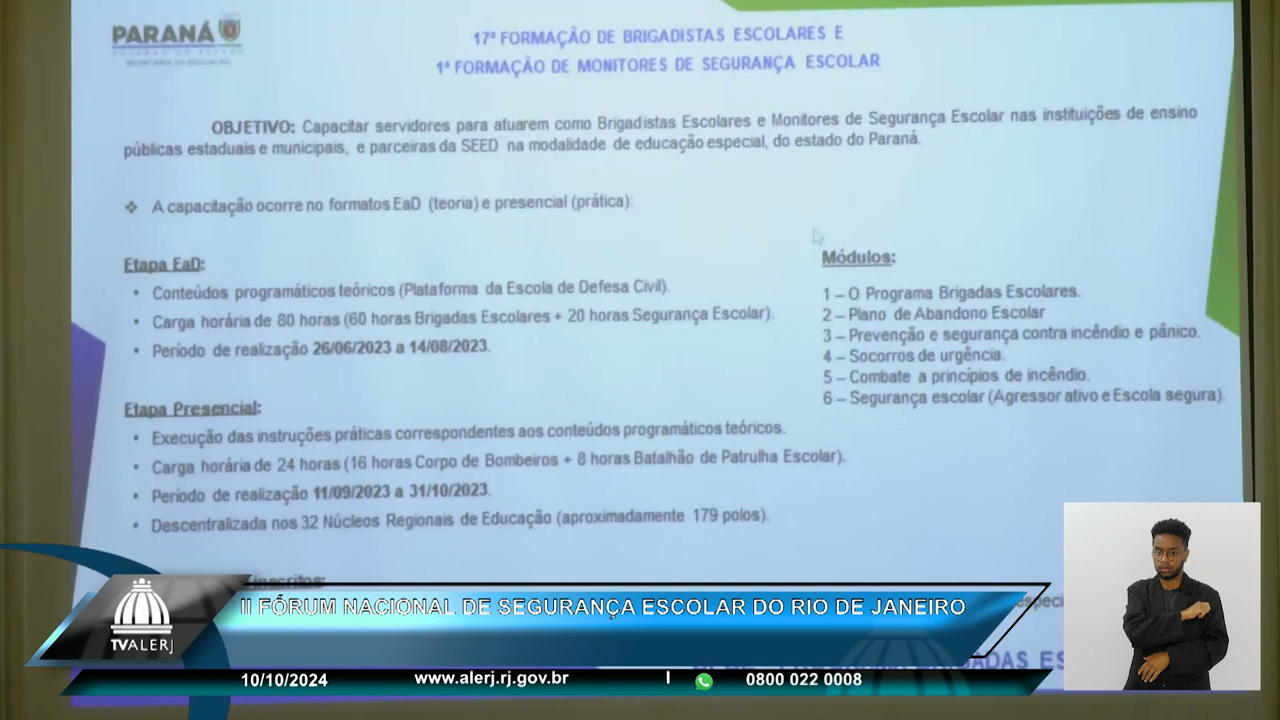 PARANÁ
SECRETARIA DA EDUCAÇÃO
17ª FORMAÇÃO DE BRIGADISTAS ESCOLARES E
1ª FORMAÇÃO DE MONITORES DE SEGURANÇA ESCOLAR
OBJETIVO: Capacitar servidores para atuarem como Brigadistas Escolares e Monitores de Segurança Escolar nas instituições de ensino
públicas estaduais e municipais, e parceiras da SEED na modalidade de educação especial, do estado do Paraná.
❖ A capacitação ocorre no formatos EaD (teoria) e presencial (prática):
Etapa EaD:
• Conteúdos programáticos teóricos (Plataforma da Escola de Defesa Civil).
• Carga horária de 80 horas (60 horas Brigadas Escolares + 20 horas Segurança Escolar).
• Período de realização 26/06/2023 a 14/08/2023.
Etapa Presencial:
• Execução das instruções práticas correspondentes aos conteúdos programáticos teóricos.
• Carga horária de 24 horas (16 horas Corpo de Bombeiros + 8 horas Batalhão de Patrulha Escolar).
• Período de realização 11/09/2023 a 31/10/2023.
• Descentralizada nos 32 Núcleos Regionais de Educação (aproximadamente 179 polos).
Módulos:
1 – O Programa Brigadas Escolares.
2 – Plano de Abandono Escolar
3 – Prevenção e segurança contra incêndio e pânico.
4 – Socorros de urgência.
5 – Combate a princípios de incêndio.
6 – Segurança escolar (Agressor ativo e Escola segura).
inscritos:
II FÓRUM NACIONAL DE SEGURANÇA ESCOLAR DO RIO DE JANEIRO
TVALERJ
10/10/2024 www.alerj.rj.gov.br | 0800 022 0008